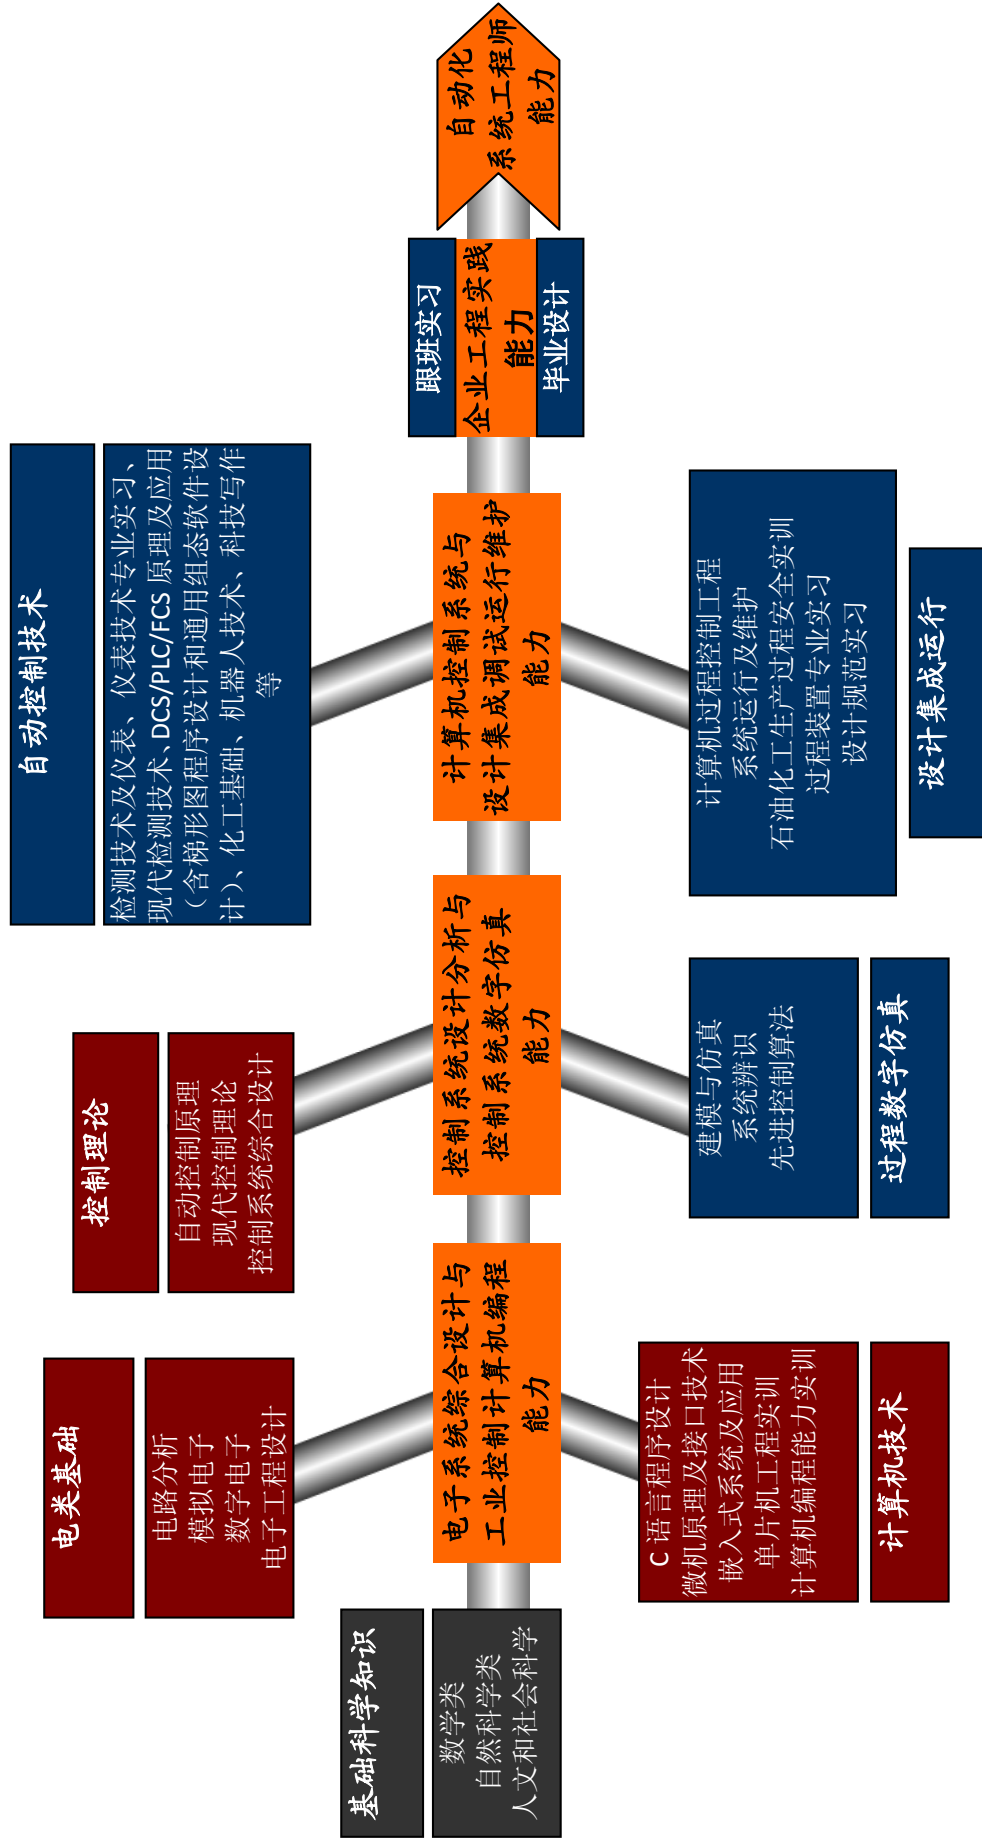 基础科学知识
数学类
自然科学类
人文和社会科学
电类基础
电路分析
模拟电子
数字电子
电子工程设计
电子系统综合设计与
工业控制计算机编程
能力
C 语言程序设计
微机原理及接口技术
嵌入式系统及应用
单片机工程实训
计算机编程能力实训
计算机技术
控制理论
自动控制原理
现代控制理论
控制系统综合设计
控制系统设计分析与
控制系统数字仿真
能力
建模与仿真
系统辨识
先进控制算法
过程数字仿真
自动控制技术
检测技术及仪表、仪表技术专业实习、
现代检测技术、DCS/PLC/FCS 原理及应用
（含梯形图程序设计和通用组态软件设
计）、化工基础、机器人技术、科技写作
等
计算机控制系统与
设计集成调试运行维护
能力
计算机过程控制工程
系统运行及维护
石油化工生产过程安全实训
过程装置专业实习
设计规范实习
设计集成运行
跟班实习
企业工程实践
能力
毕业设计
自动化
系统工程师
能力